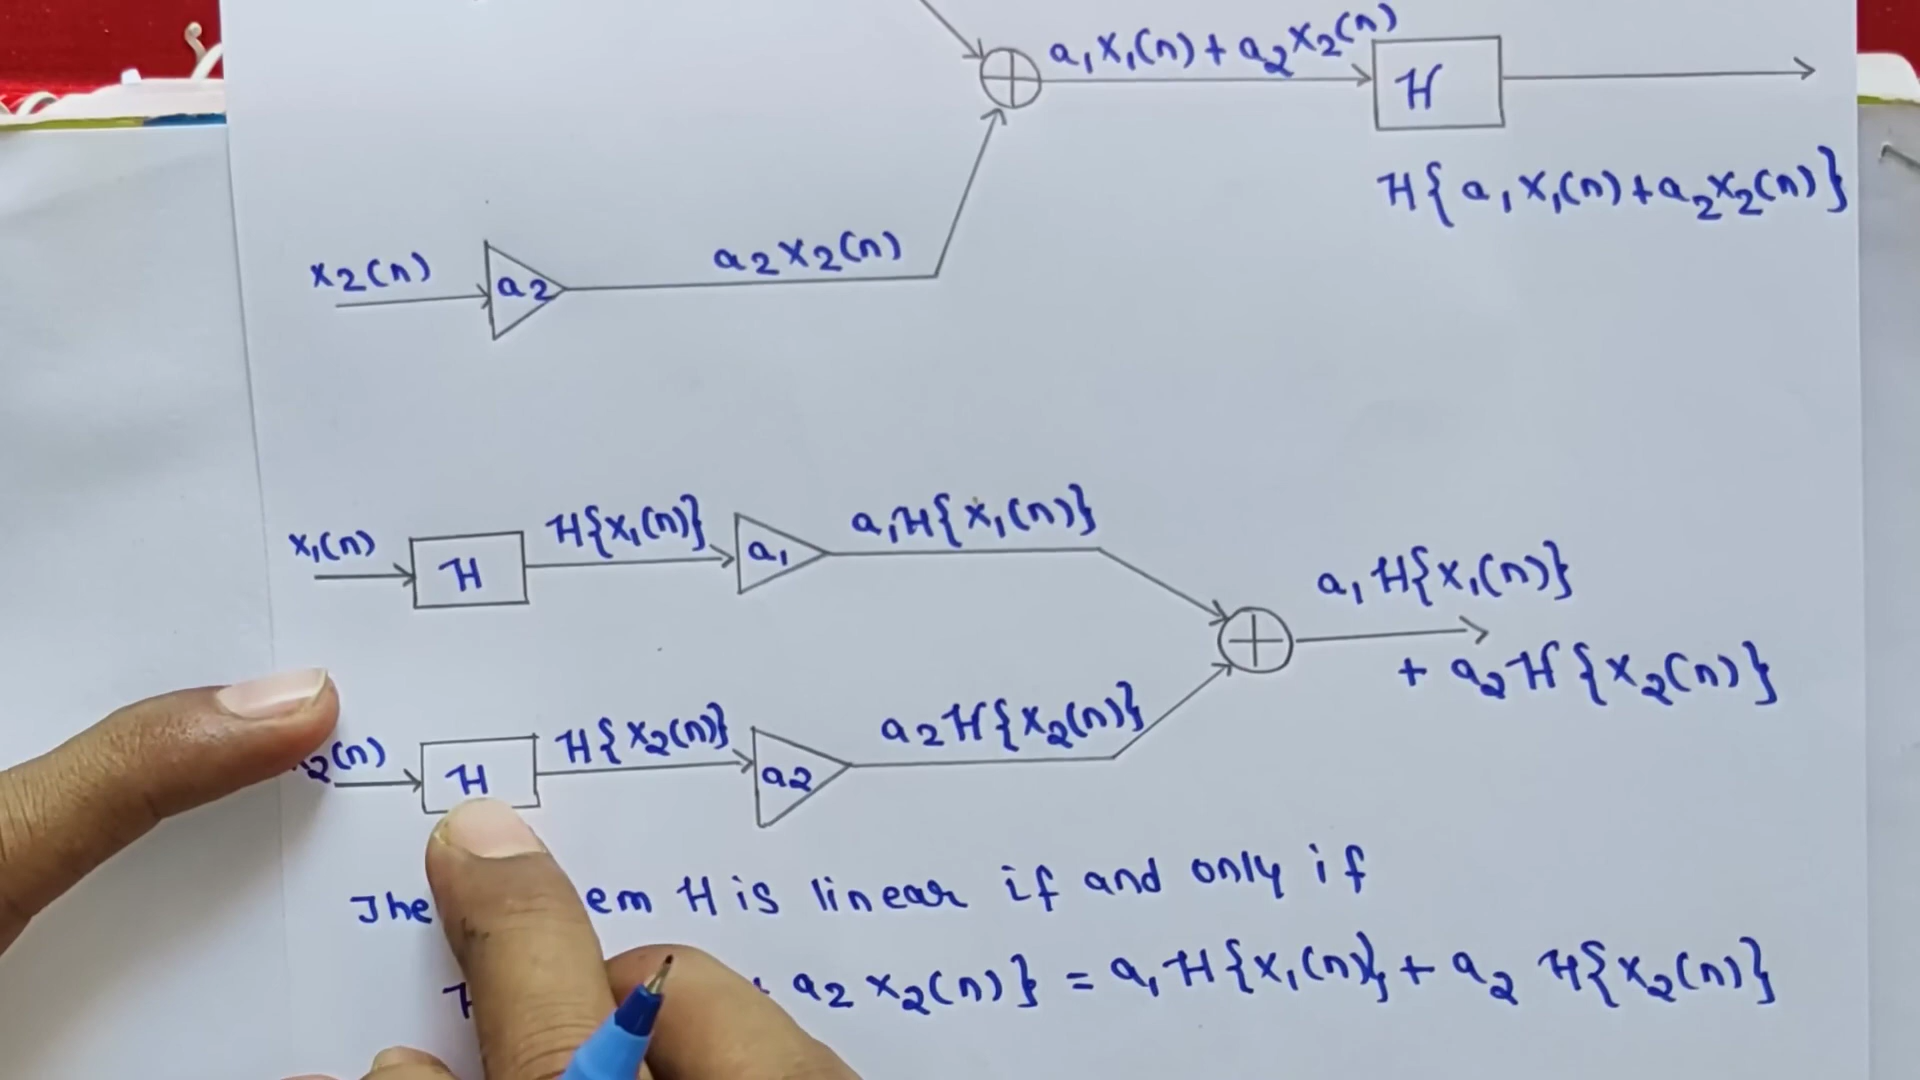 a₁x₁(n) + a₂x₂(n)
H
H{a₁x₁(n) + a₂x₂(n)}
x₂(n) a₂ a₂x₂(n)
x₁(n) H H{x₁(n)} a₁ a₁H{x₁(n)}
a₁H{x₁(n)}
+ a₂H{x₂(n)}
₂(n) H H{x₂(n)} a₂ a₂H{x₂(n)}
The em H is linear if and only if
a₂x₂(n)} = a₁H{x₁(n)} + a₂ H{x₂(n)}